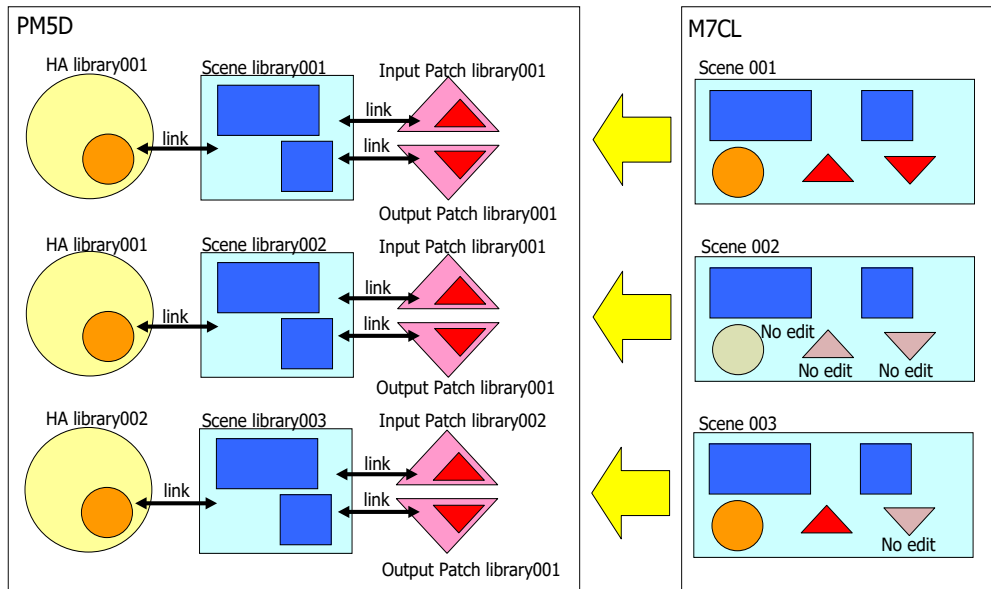 PM5D
HA library001
Scene library001
Input Patch library001
link
link
link
Output Patch library001
HA library001
Scene library002
Input Patch library001
link
link
link
Output Patch library001
HA library002
Scene library003
Input Patch library002
link
link
link
Output Patch library001
M7CL
Scene 001
Scene 002
No edit
No edit
No edit
Scene 003
No edit